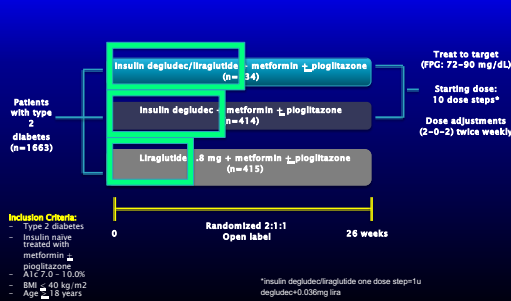 Insulin degludec/liraglutide + metformin + pioglitazone
34)
Insulin degludec + metformin + pioglitazone
n=414)
Liraglutide .8 mg + metformin + pioglitazone
(n=415)
Patients
with type
2
diabetes
(n=1663)
Treat to target
(FPG: 72-90 mg/dL)
Starting dose:
10 dose steps*
Dose adjustments
(2-0-2) twice weekly
0
Randomized 2:1:1
Open label
26 weeks
Inclusion Criteria:
- Type 2 diabetes
- Insulin naïve
treated with
metformin +
pioglitazone
- A1c 7.0 - 10.0%
- BMI ≤ 40 kg/m2
- Age ≥ 18 years
*insulin degludec/liraglutide one dose step=1u
degludec+0.036mg lira